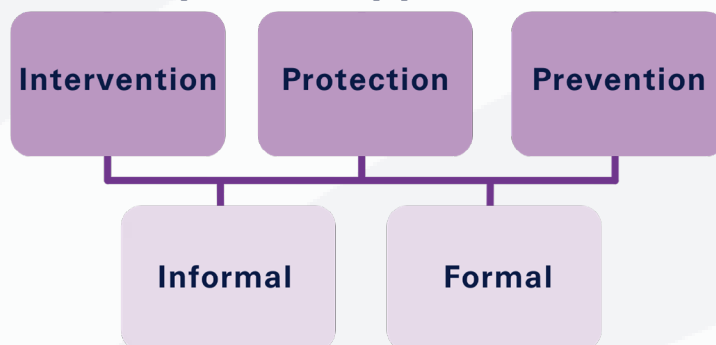 Intervention
Protection
Prevention
Informal
Formal